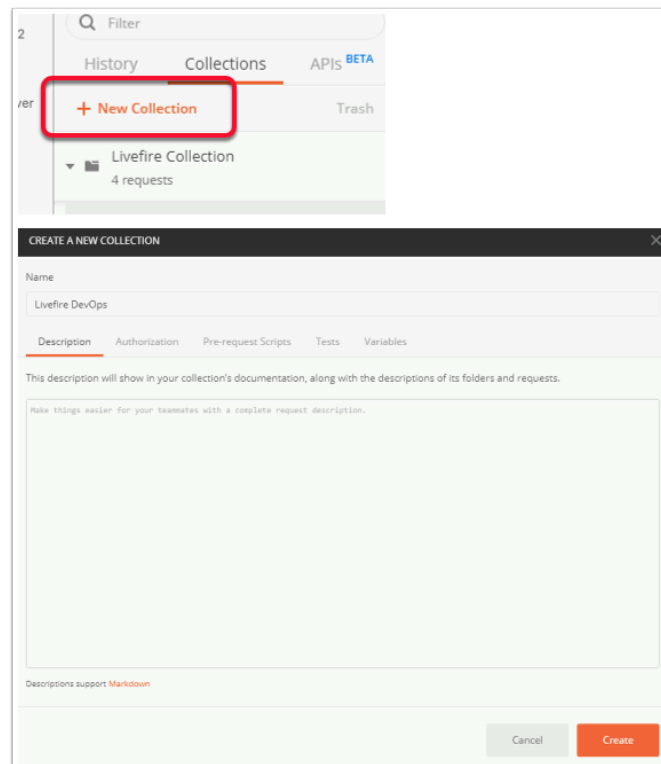 2
Filter
History Collections APIs BETA
ver
+ New Collection Trash
Livefire Collection
4 requests
CREATE A NEW COLLECTION
Name
Livefire DevOps
Description Authorization Pre-request Scripts Tests Variables
This description will show in your collection's documentation, along with the descriptions of its folders and requests.
Make things easier for your teammates with a complete request description.
Descriptions support Markdown
Cancel Create